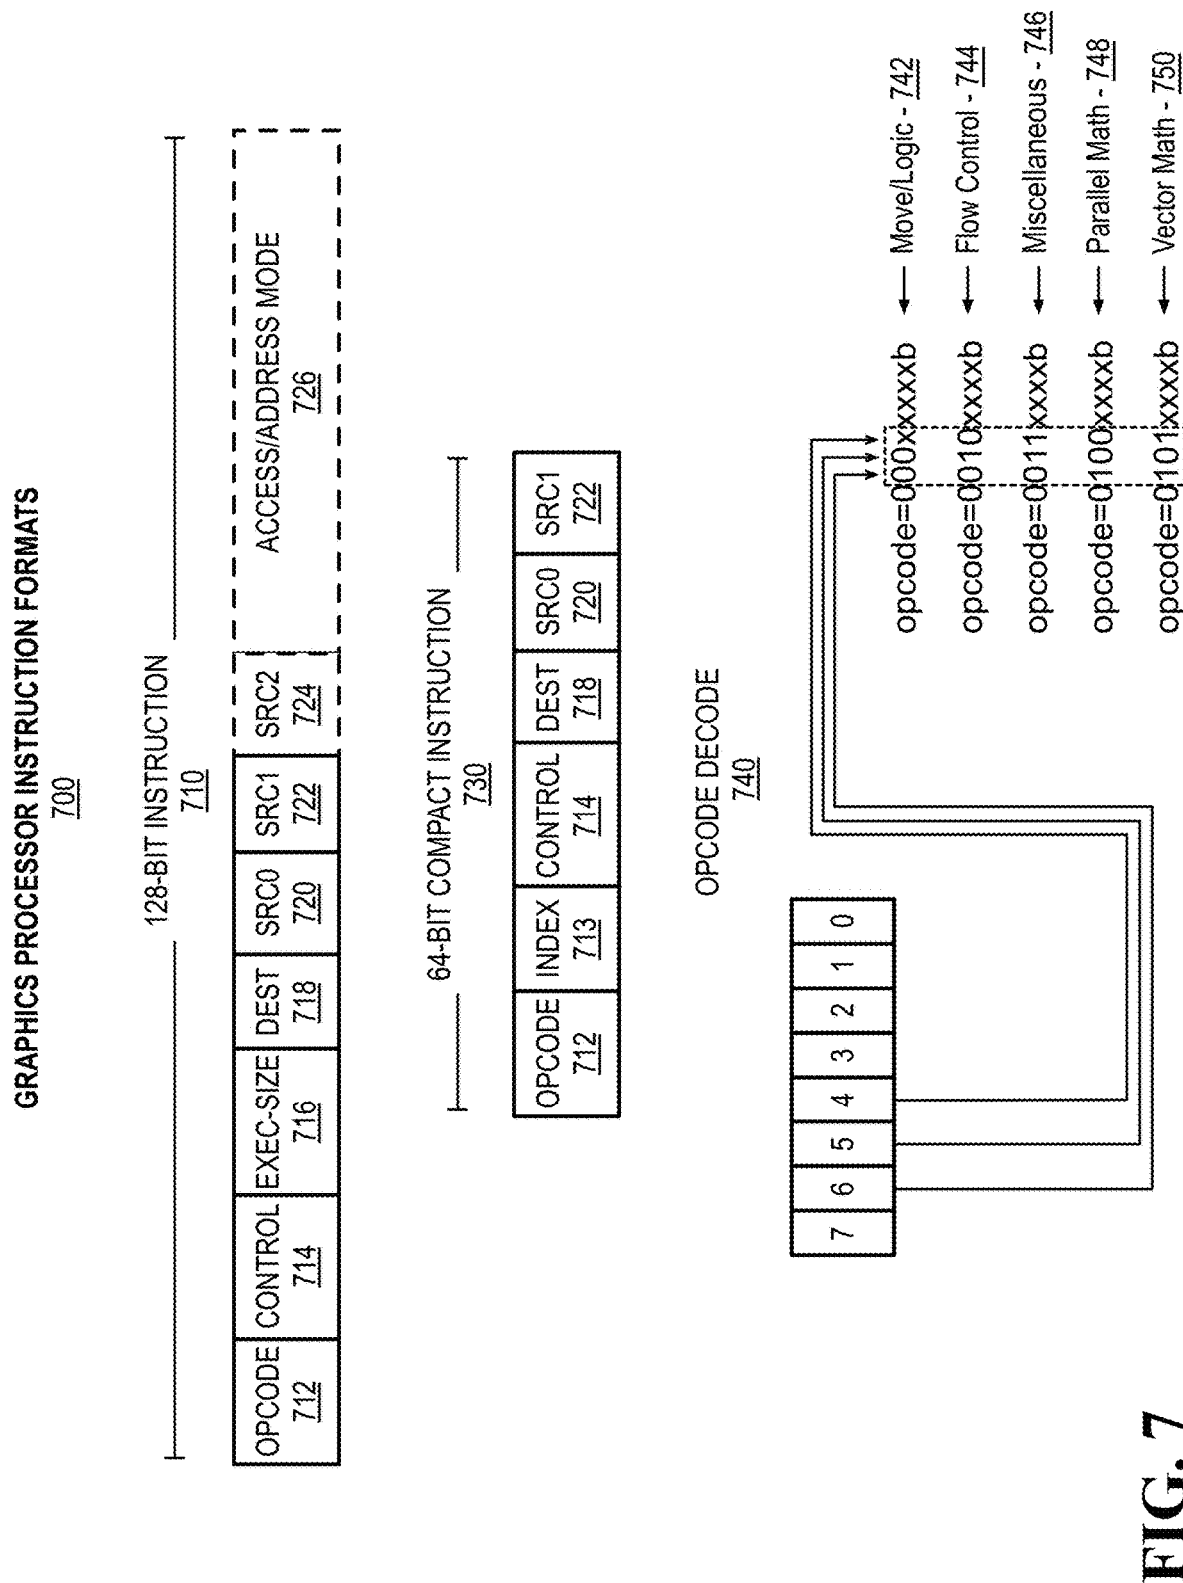 GRAPHICS PROCESSOR INSTRUCTION FORMATS
700
128-BIT INSTRUCTION
710
OPCODE CONTROL EXEC-SIZE DEST SRC0 SRC1 SRC2 ACCESS/ADDRESS MODE
712 714 716 718 720 722 724 726
64-BIT COMPACT INSTRUCTION
730
OPCODE INDEX CONTROL DEST SRC0 SRC1
712 713 714 718 720 722
OPCODE DECODE
740
7 6 5 4 3 2 1 0
opcode=000xxxxxb Move/Logic - 742
opcode=0010xxxxb Flow Control - 744
opcode=0011xxxxb Miscellaneous - 746
opcode=0100xxxxb Parallel Math - 748
opcode=0101xxxxb Vector Math - 750
FIG. 7